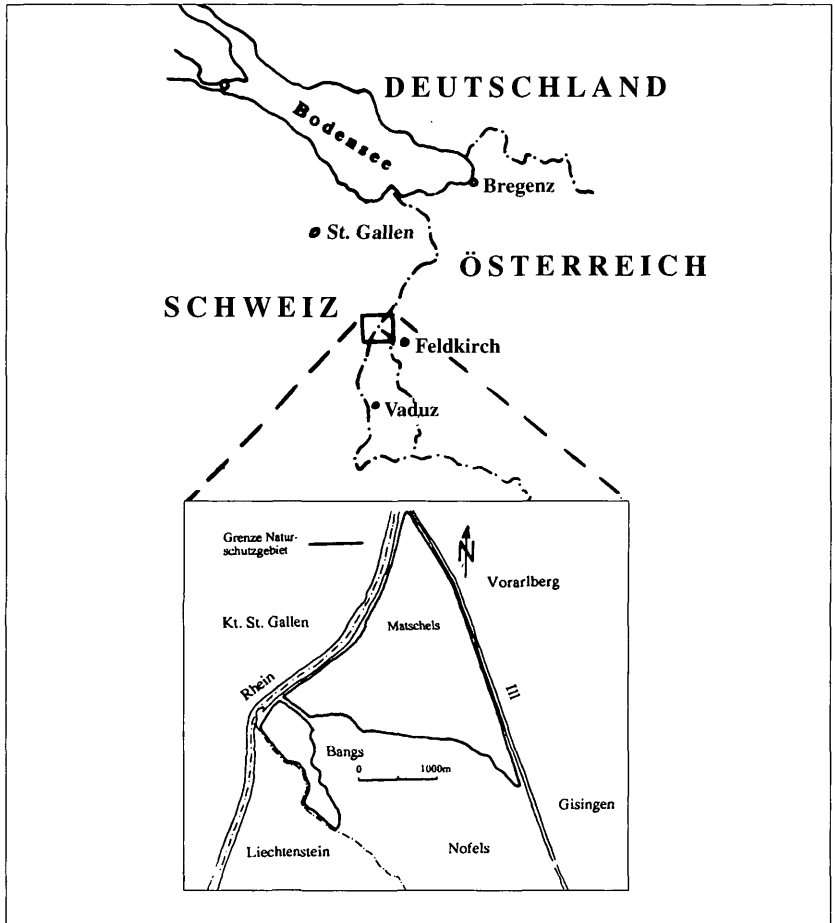 DEUTSCHLAND
Bodensee
Bregenz
St. Gallen
ÖSTERREICH
SCHWEIZ
Feldkirch
Vaduz
Grenze Natur-
schutzgebiet
N
Vorarlberg
Kt. St. Gallen
Matschels
Rhein
Ill
Bangs
0 1000m
Gisingen
Liechtenstein
Nofels